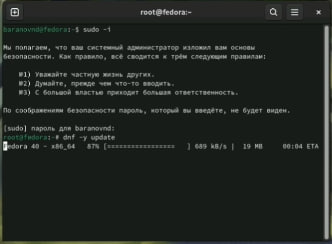 root@fedora:~
baranovnd@fedora:~$ sudo -i
Мы полагаем, что ваш системный администратор изложил вам основы
безопасности. Как правило, всё сводится к трём следующим правилам:
#1) Уважайте частную жизнь других.
#2) Думайте, прежде чем что-то вводить.
#3) С большой властью приходит большая ответственность.
По соображениям безопасности пароль, который вы введёте, не будет виден.
[sudo] пароль для baranovnd:
root@fedora:~# dnf -y update
Fedora 40 - x86_64 87% [================== ] 689 kB/s | 19 MB 00:04 ETA